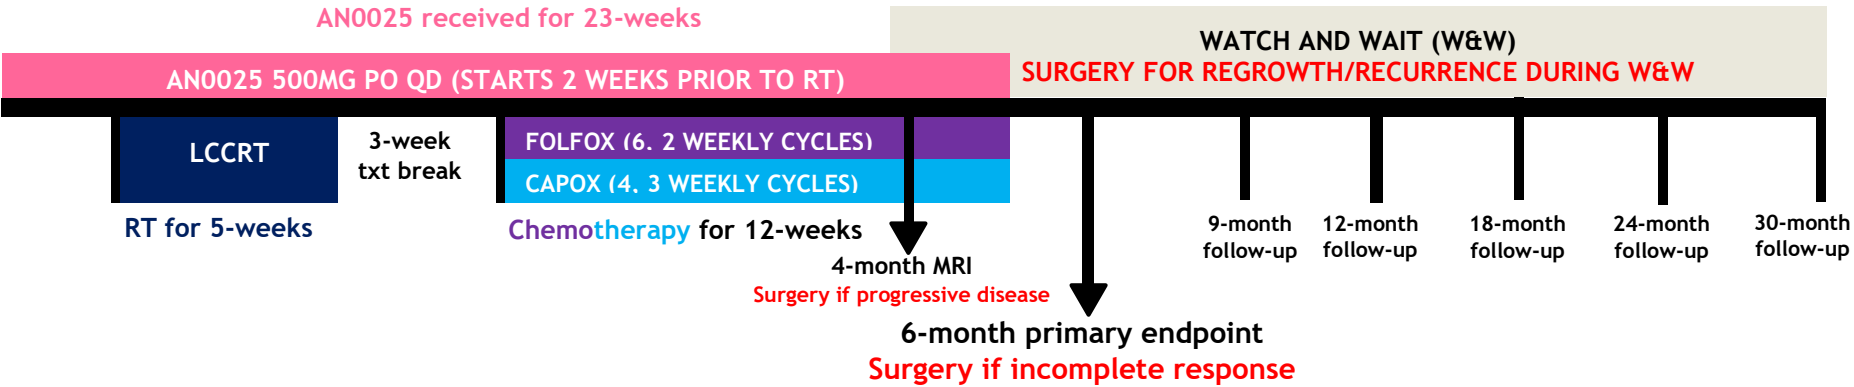 AN0025 received for 23-weeks
WATCH AND WAIT (W&W)
SURGERY FOR REGROWTH/RECURRENCE DURING W&W
AN0025 500MG PO QD (STARTS 2 WEEKS PRIOR TO RT)
LCCRT
3-week
txt break
FOLFOX (6, 2 WEEKLY CYCLES)
CAPOX (4, 3 WEEKLY CYCLES)
RT for 5-weeks
Chemotherapy for 12-weeks
4-month MRI
Surgery if progressive disease
6-month primary endpoint
Surgery if incomplete response
9-month
follow-up
12-month
follow-up
18-month
follow-up
24-month
follow-up
30-month
follow-up